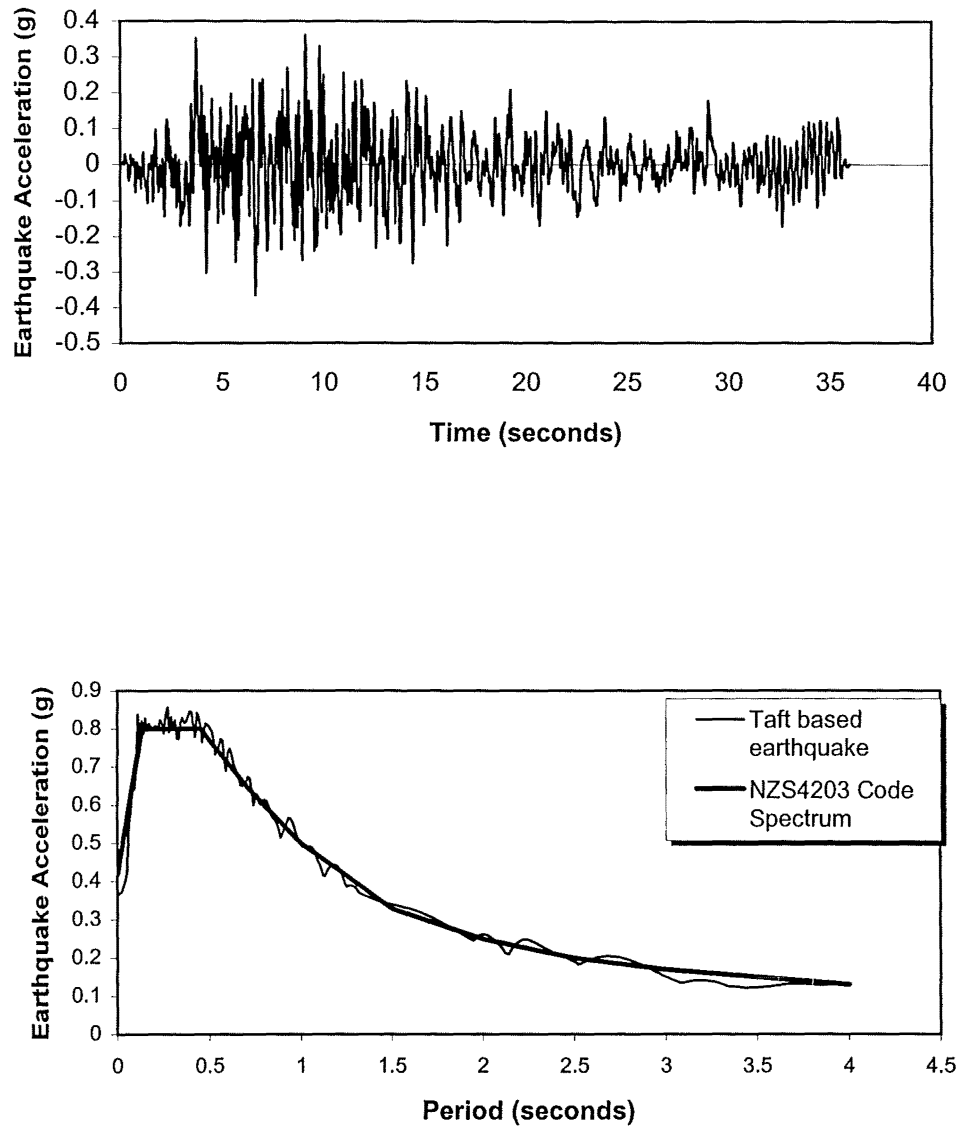 Earthquake Acceleration (g)
0.4
0.3
0.2
0.1
0
-0.1
-0.2
-0.3
-0.4
-0.5
0 5 10 15 20 25 30 35 40
Time (seconds)
Earthquake Acceleration (g)
0.9
0.8
0.7
0.6
0.5
0.4
0.3
0.2
0.1
0
Taft based
earthquake
NZS4203 Code
Spectrum
0 0.5 1 1.5 2 2.5 3 3.5 4 4.5
Period (seconds)